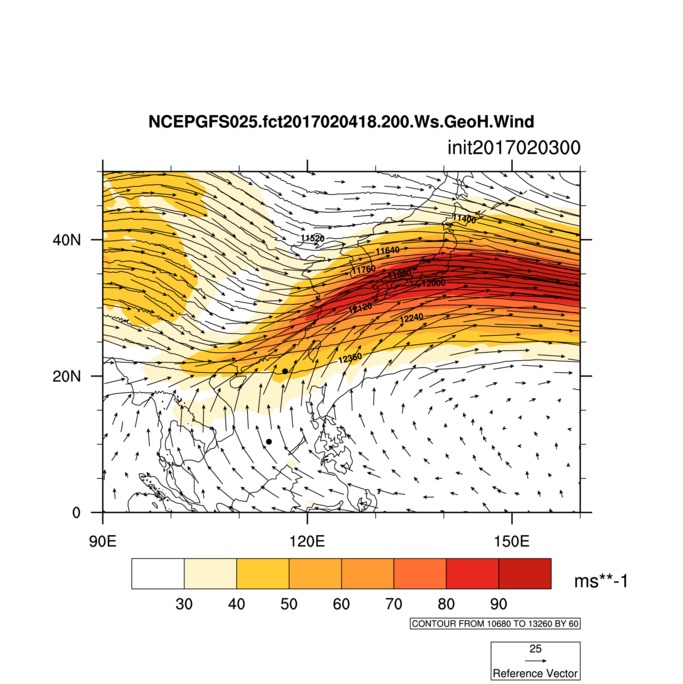 NCEPGFS025.fct2017020418.200.Ws.GeoH.Wind
init2017020300
11400
11520
11640
11760
11880
12000
12120
12240
12360
40N
20N
0
90E 120E 150E
ms**-1
30 40 50 60 70 80 90
CONTOUR FROM 10680 TO 13260 BY 60
25
Reference Vector